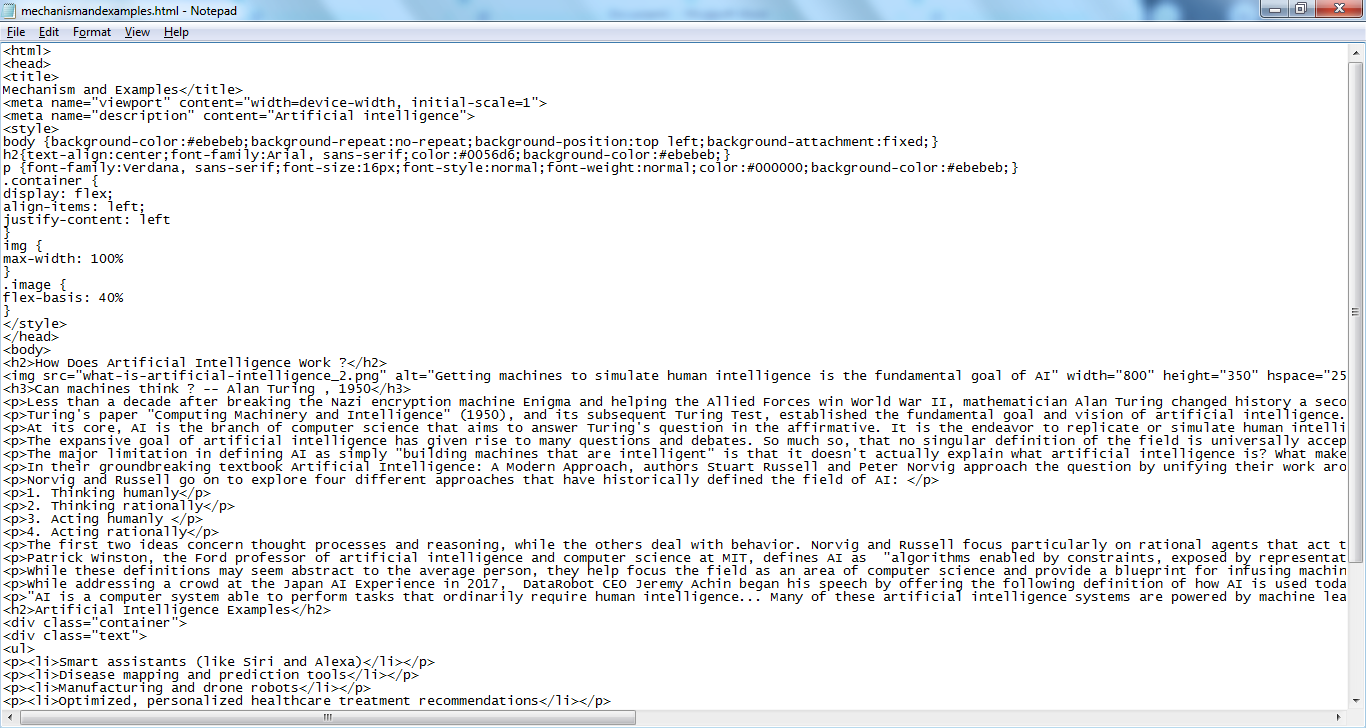 mechanismandexamples.html - Notepad
File Edit Format View Help
<html>
<head>
<title>
Mechanism and Examples</title>
<meta name="viewport" content="width=device-width, initial-scale=1">
<meta name="description" content="Artificial intelligence">
<style>
body {background-color:#ebebeb;background-repeat:no-repeat;background-position:top left;background-attachment:fixed;}
h2{text-align:center;font-family:Arial, sans-serif;color:#0056d6;background-color:#ebebeb;}
p {font-family:Verdana, sans-serif;font-size:16px;font-style:normal;font-weight:normal;color:#000000;background-color:#ebebeb;}
.container {
display: flex;
align-items: left;
justify-content: left
}
img {
max-width: 100%
}
.image {
flex-basis: 40%
}
</style>
</head>
<body>
<h2>How Does Artificial Intelligence Work ?</h2>
<img src="what-is-artificial-intelligence_2.png" alt="Getting machines to simulate human intelligence is the fundamental goal of AI" width="800" height="350" hspace="25
<h3>Can machines think ? -- Alan Turing , 1950</h3>
<p>Less than a decade after breaking the Nazi encryption machine Enigma and helping the Allied Forces win World War II, mathematician Alan Turing changed history a seco
<p>Turing's paper "Computing Machinery and Intelligence" (1950), and its subsequent Turing Test, established the fundamental goal and vision of artificial intelligence.
<p>At its core, AI is the branch of computer science that aims to answer Turing's question in the affirmative. It is the endeavor to replicate or simulate human intelli
<p>The expansive goal of artificial intelligence has given rise to many questions and debates. So much so, that no singular definition of the field is universally accep
<p>The major limitation in defining AI as simply "building machines that are intelligent" is that it doesn't actually explain what artificial intelligence is? What make
<p>In their groundbreaking textbook Artificial Intelligence: A Modern Approach, authors Stuart Russell and Peter Norvig approach the question by unifying their work aro
<p>Norvig and Russell go on to explore four different approaches that have historically defined the field of AI: </p>
<p>1. Thinking humanly</p>
<p>2. Thinking rationally</p>
<p>3. Acting humanly </p>
<p>4. Acting rationally</p>
<p>The first two ideas concern thought processes and reasoning, while the others deal with behavior. Norvig and Russell focus particularly on rational agents that act t
<p>Patrick Winston, the Ford professor of artificial intelligence and computer science at MIT, defines AI as  "algorithms enabled by constraints, exposed by representat
<p>While these definitions may seem abstract to the average person, they help focus the field as an area of computer science and provide a blueprint for infusing machin
<p>While addressing a crowd at the Japan AI Experience in 2017,  DataRobot CEO Jeremy Achin began his speech by offering the following definition of how AI is used toda
<p>"AI is a computer system able to perform tasks that ordinarily require human intelligence... Many of these artificial intelligence systems are powered by machine lea
<h2>Artificial Intelligence Examples</h2>
<div class="container">
<div class="text">
<ul>
<p><li>Smart assistants (like Siri and Alexa)</li></p>
<p><li>Disease mapping and prediction tools</li></p>
<p><li>Manufacturing and drone robots</li></p>
<p><li>Optimized, personalized healthcare treatment recommendations</li></p>